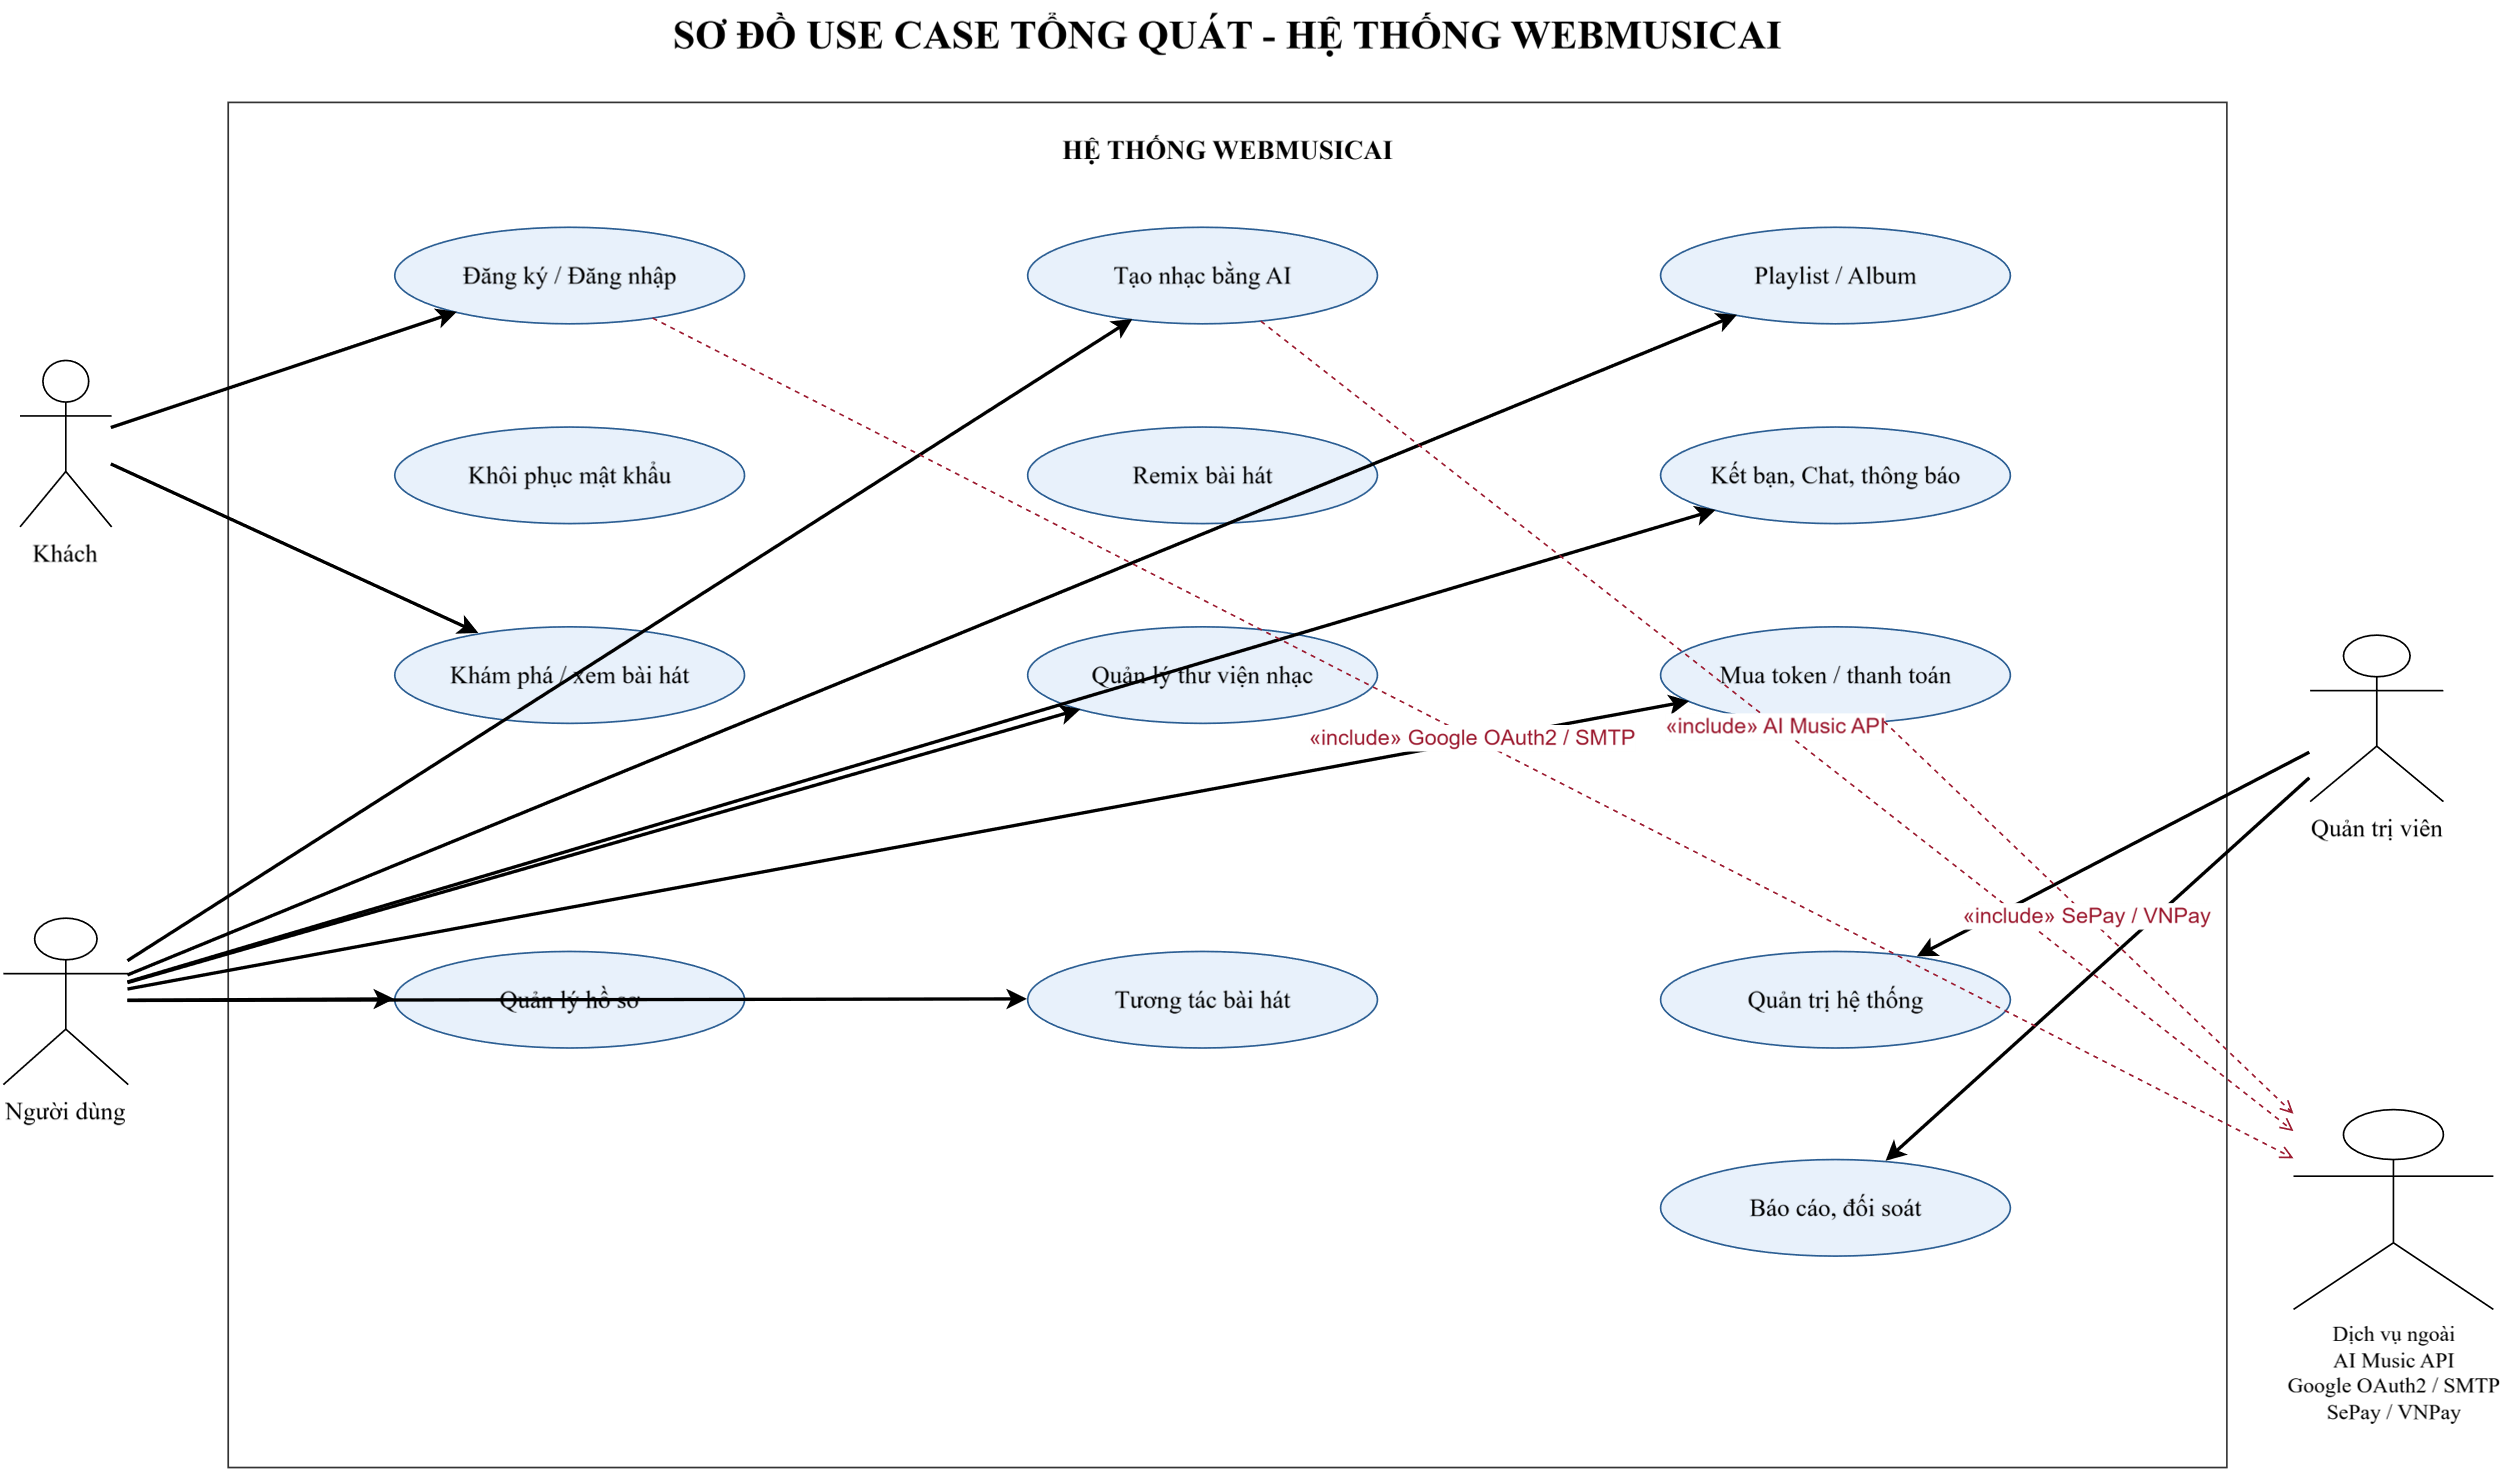 SƠ ĐỒ USE CASE TỔNG QUÁT - HỆ THỐNG WEBMUSICAI
HỆ THỐNG WEBMUSICAI
Đăng ký / Đăng nhập
Tạo nhạc bằng AI
Playlist / Album
Khôi phục mật khẩu
Remix bài hát
Kết bạn, Chat, thông báo
Khách
Khám phá / xem bài hát
Quản lý thư viện nhạc
Mua token / thanh toán
«include» Google OAuth2 / SMTP
«include» AI Music API
Quản trị viên
«include» SePay / VNPay
Quản lý hồ sơ
Tương tác bài hát
Quản trị hệ thống
Người dùng
Báo cáo, đối soát
Dịch vụ ngoài
AI Music API
Google OAuth2 / SMTP
SePay / VNPay